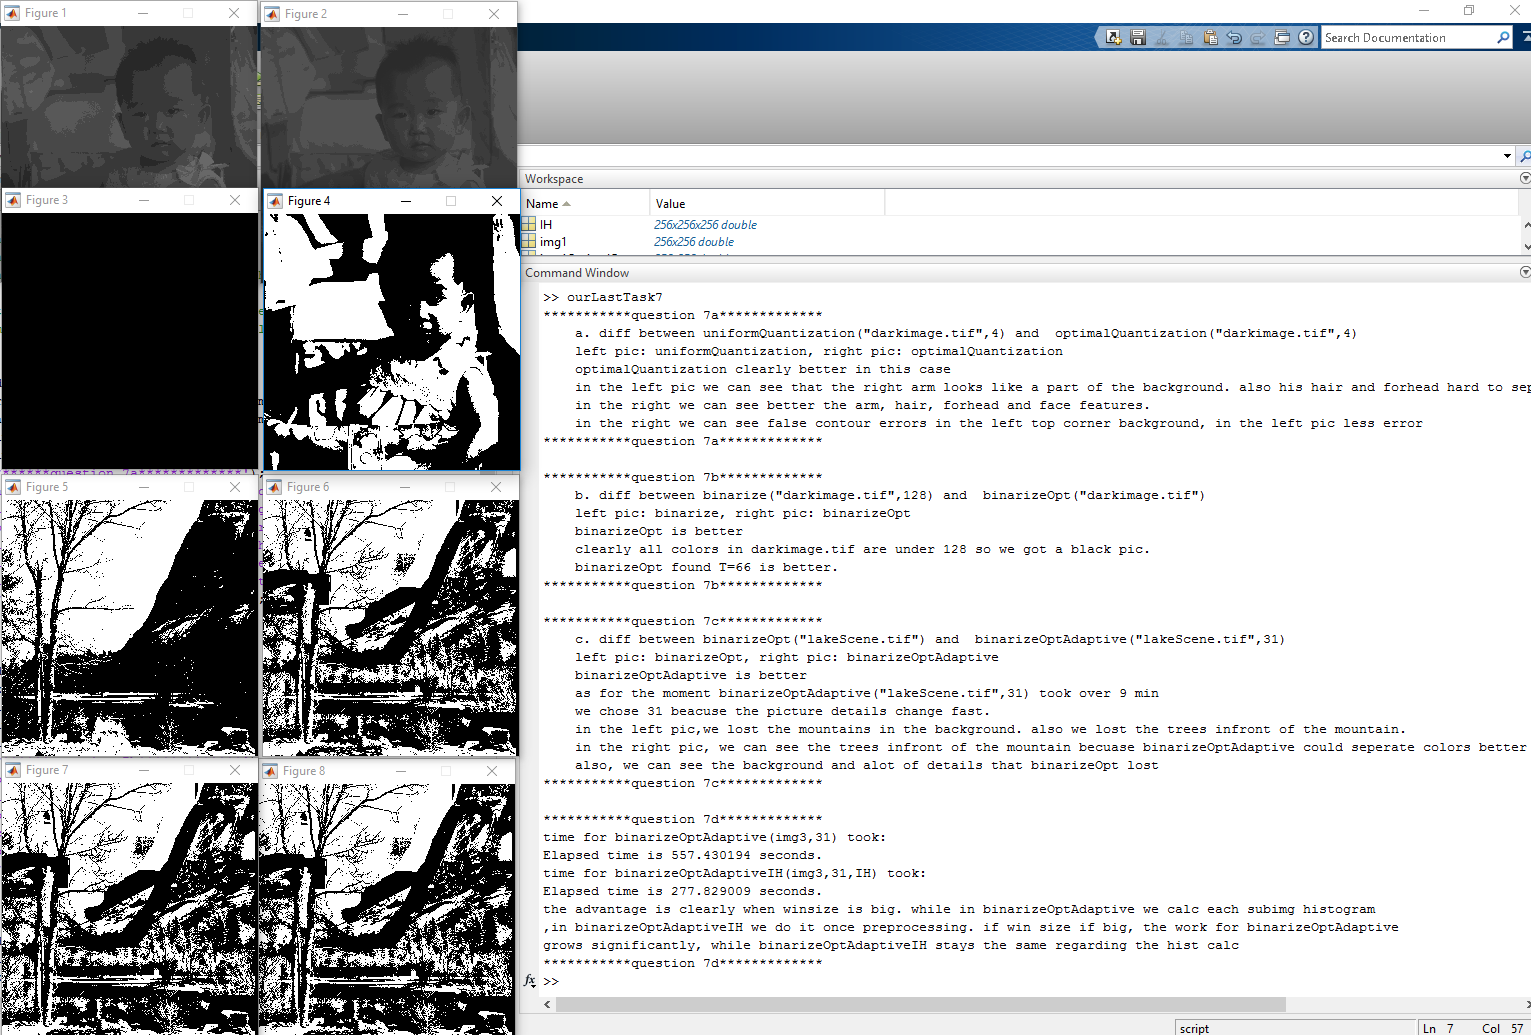 Figure 1
Figure 2
Search Documentation
Workspace
Figure 3
Figure 4
Name
Value
IH
256x256x256 double
img1
256x256 double
Command Window
>> ourLastTask7
***********question 7a*************
a. diff between uniformQuantization("darkimage.tif",4) and  optimalQuantization("darkimage.tif",4)
left pic: uniformQuantization, right pic: optimalQuantization
optimalQuantization clearly better in this case
in the left pic we can see that the right arm looks like a part of the background. also his hair and forhead hard to sep
in the right we can see better the arm, hair, forhead and face features.
in the right we can see false contour errors in the left top corner background, in the left pic less error
***********question 7a*************
***********question 7b*************
b. diff between binarize("darkimage.tif",128) and  binarizeOpt("darkimage.tif")
left pic: binarize, right pic: binarizeOpt
binarizeOpt is better
clearly all colors in darkimage.tif are under 128 so we got a black pic.
binarizeOpt found T=66 is better.
***********question 7b*************
Figure 5
Figure 6
***********question 7c*************
c. diff between binarizeOpt("lakeScene.tif") and  binarizeOptAdaptive("lakeScene.tif",31)
left pic: binarizeOpt, right pic: binarizeOptAdaptive
binarizeOptAdaptive is better
as for the moment binarizeOptAdaptive("lakeScene.tif",31) took over 9 min
we chose 31 beacuse the picture details change fast.
in the left pic,we lost the mountains in the background. also we lost the trees infront of the mountain.
in the right pic, we can see the trees infront of the mountain becuase binarizeOptAdaptive could seperate colors better
also, we can see the background and alot of details that binarizeOpt lost
***********question 7c*************
Figure 7
Figure 8
***********question 7d*************
time for binarizeOptAdaptive(img3,31) took:
Elapsed time is 557.430194 seconds.
time for binarizeOptAdaptiveIH(img3,31,IH) took:
Elapsed time is 277.829009 seconds.
the advantage is clearly when winsize is big. while in binarizeOptAdaptive we calc each subimg histogram
,in binarizeOptAdaptiveIH we do it once preprocessing. if win size if big, the work for binarizeOptAdaptive
grows significantly, while binarizeOptAdaptiveIH stays the same regarding the hist calc
***********question 7d*************
fx >>
script
Ln 7 Col 57